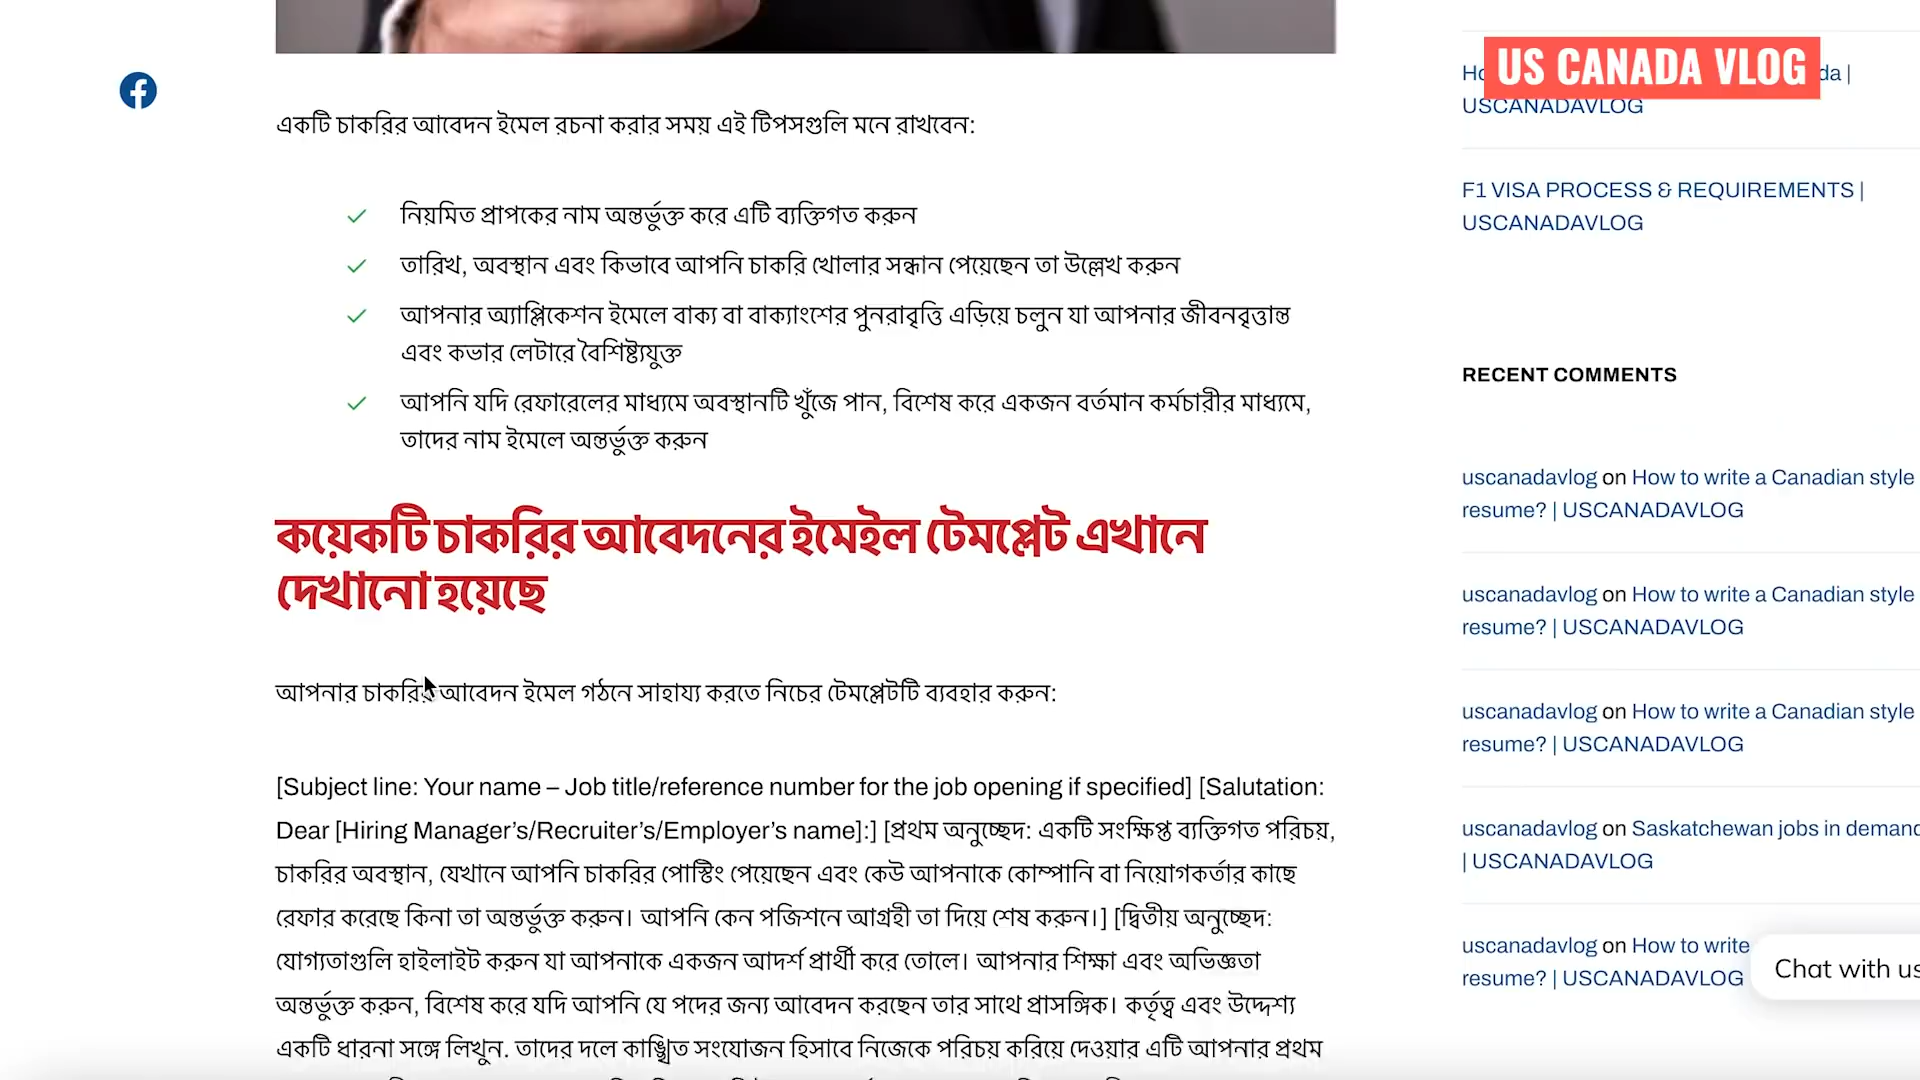 US CANADA VLOG
একটি চাকরির আবেদন ইমেল রচনা করার সময় এই টিপসগুলি মনে রাখবেন:
নিয়মিত প্রাপকের নাম অন্তর্ভুক্ত করে এটি ব্যক্তিগত করুন
তারিখ, অবস্থান এবং কিভাবে আপনি চাকরি খোলার সন্ধান পেয়েছেন তা উল্লেখ করুন
আপনার অ্যাপ্লিকেশন ইমেলে বাক্য বা বাক্যাংশের পুনরাবৃত্তি এড়িয়ে চলুন যা আপনার জীবনবৃত্তান্ত
এবং কভার লেটারে বৈশিষ্ট্যযুক্ত
আপনি যদি রেফারেলের মাধ্যমে অবস্থানটি খুঁজে পান, বিশেষ করে একজন বর্তমান কর্মচারীর মাধ্যমে,
তাদের নাম ইমেলে অন্তর্ভুক্ত করুন
কয়েকটি চাকরির আবেদনের ইমেইল টেমপ্লেট এখানে
দেখানো হয়েছে
আপনার চাকরির আবেদন ইমেল গঠনে সাহায্য করতে নিচের টেমপ্লেটটি ব্যবহার করুন:
[Subject line: Your name – Job title/reference number for the job opening if specified] [Salutation:
Dear [Hiring Manager’s/Recruiter’s/Employer’s name]:] [প্রথম অনুচ্ছেদ: একটি সংক্ষিপ্ত ব্যক্তিগত পরিচয়,
চাকরির অবস্থান, যেখানে আপনি চাকরির পোস্টিং পেয়েছেন এবং কেউ আপনাকে কোম্পানি বা নিয়োগকর্তার কাছে
রেফার করেছে কিনা তা অন্তর্ভুক্ত করুন। আপনি কেন পজিশনে আগ্রহী তা দিয়ে শেষ করুন।] [দ্বিতীয় অনুচ্ছেদ:
যোগ্যতাগুলি হাইলাইট করুন যা আপনাকে একজন আদর্শ প্রার্থী করে তোলে। আপনার শিক্ষা এবং অভিজ্ঞতা
অন্তর্ভুক্ত করুন, বিশেষ করে যদি আপনি যে পদের জন্য আবেদন করছেন তার সাথে প্রাসঙ্গিক। কর্তৃত্ব এবং উদ্দেশ্য
একটি ধারনা সঙ্গে লিখুন. তাদের দলে কাঙ্খিত সংযোজন হিসাবে নিজেকে পরিচয় করিয়ে দেওয়ার এটি আপনার প্রথম
USCANADAVLOG
F1 VISA PROCESS & REQUIREMENTS |
USCANADAVLOG
RECENT COMMENTS
uscanadavlog on How to write a Canadian style
resume? | USCANADAVLOG
uscanadavlog on How to write a Canadian style
resume? | USCANADAVLOG
uscanadavlog on How to write a Canadian style
resume? | USCANADAVLOG
uscanadavlog on Saskatchewan jobs in demand
| USCANADAVLOG
uscanadavlog on How to write
resume? | USCANADAVLOG
Chat with us